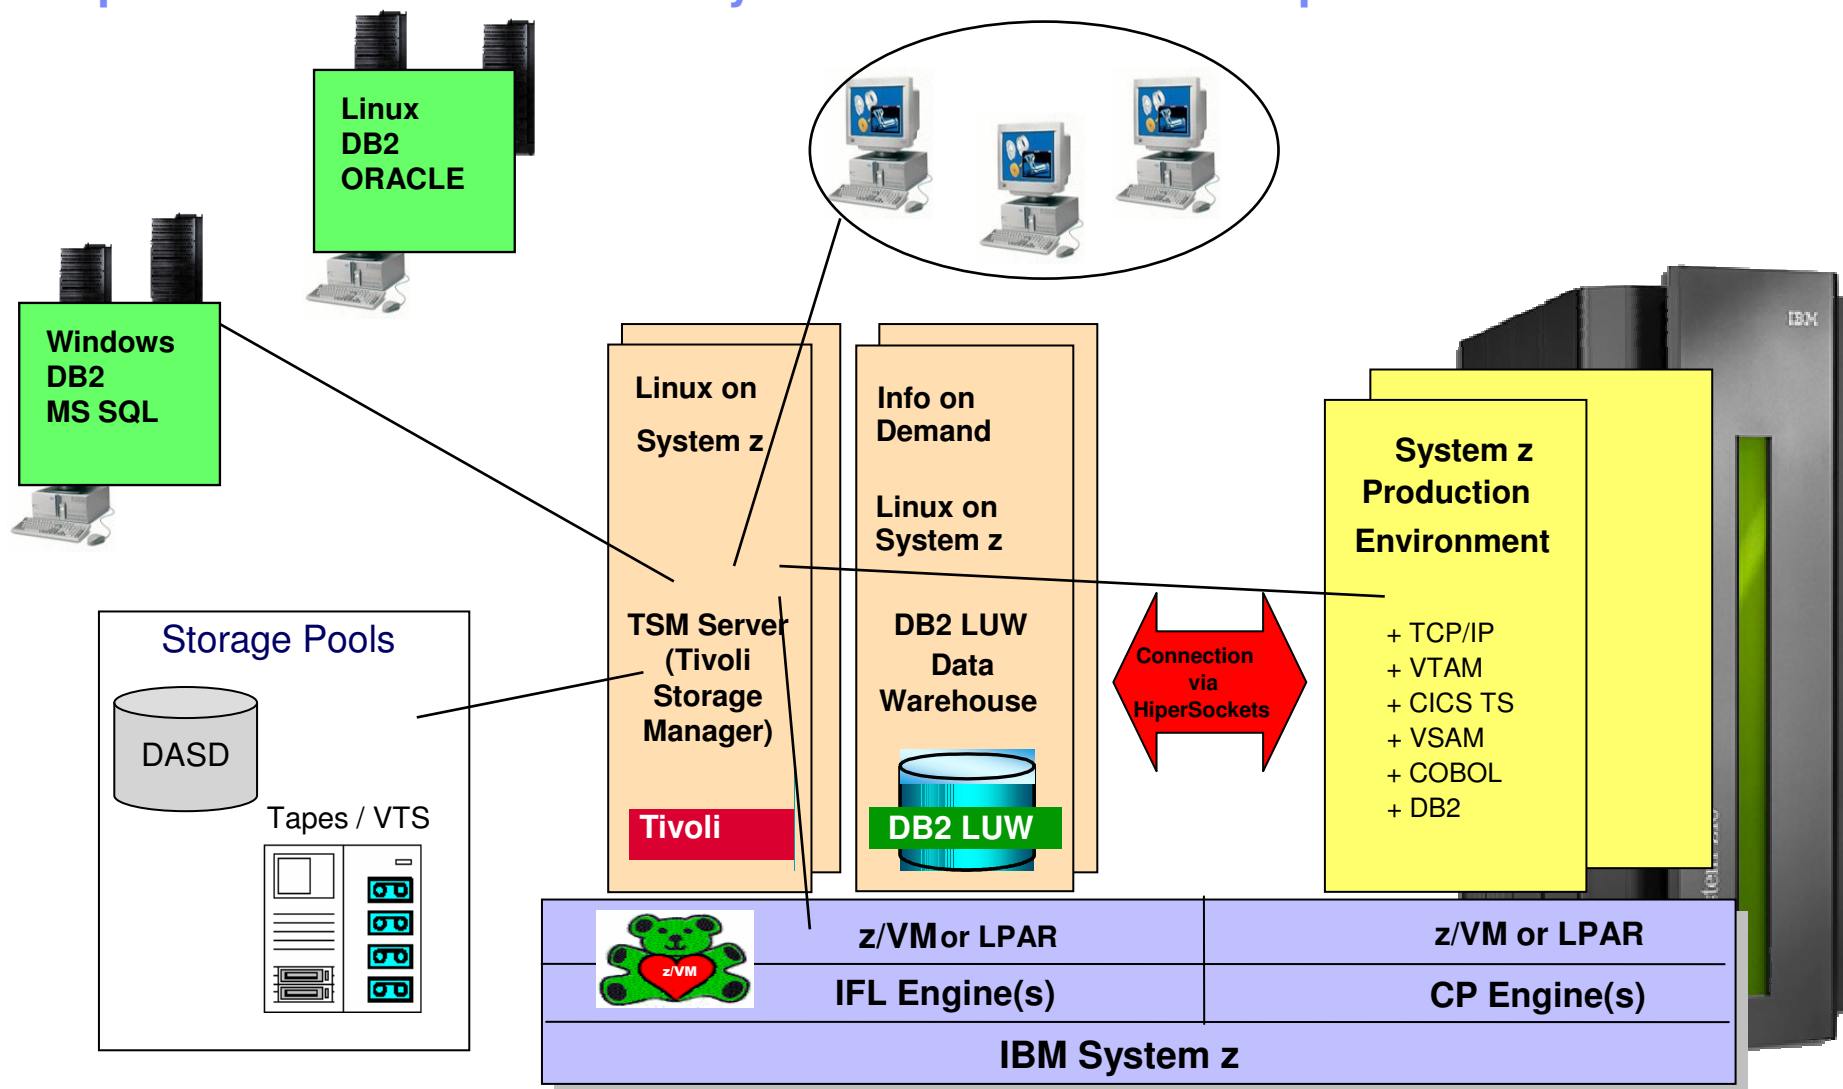 Linux
DB2
ORACLE
Windows
DB2
MS SQL
IBM
Linux on
System z
TSM Server
(Tivoli
Storage
Manager)
Tivoli
Info on
Demand
Linux on
System z
DB2 LUW
Data
Warehouse
DB2 LUW
Connection
via
HiperSockets
System z
Production
Environment
+ TCP/IP
+ VTAM
+ CICS TS
+ VSAM
+ COBOL
+ DB2
Storage Pools
DASD
Tapes / VTS
z/VM
z/VM or LPAR
z/VM or LPAR
IFL Engine(s)
CP Engine(s)
IBM System z